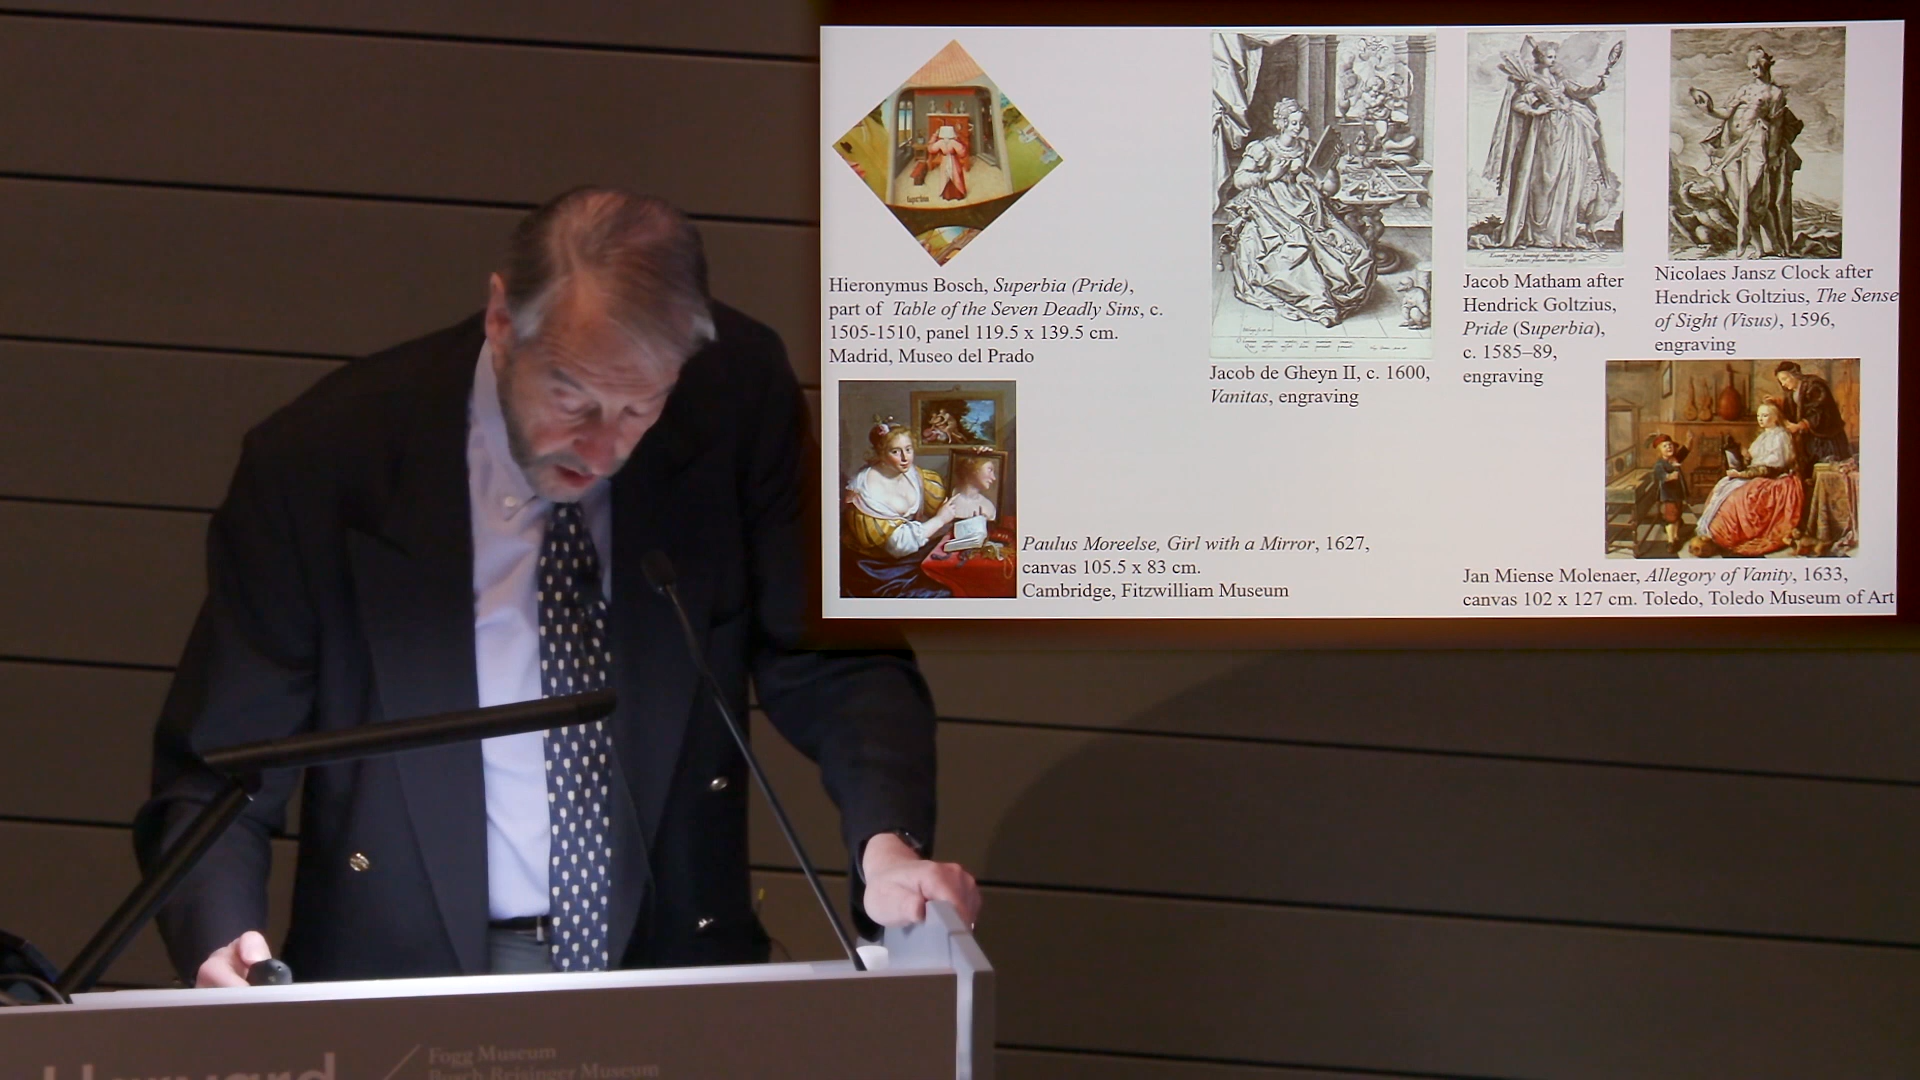 Hieronymus Bosch, Superbia (Pride),
part of Table of the Seven Deadly Sins, c.
1505-1510, panel 119.5 x 139.5 cm.
Madrid, Museo del Prado
Jacob de Gheyn II, c. 1600,
Vanitas, engraving
Jacob Matham after
Hendrick Goltzius,
Pride (Superbia),
c. 1585–89,
engraving
Nicolaes Jansz Clock after
Hendrick Goltzius, The Sense
of Sight (Visus), 1596,
engraving
Paulus Moreelse, Girl with a Mirror, 1627,
canvas 105.5 x 83 cm.
Cambridge, Fitzwilliam Museum
Jan Miense Molenaer, Allegory of Vanity, 1633,
canvas 102 x 127 cm. Toledo, Toledo Museum of Art
Harvard
Fogg Museum
Busch-Reisinger Museum